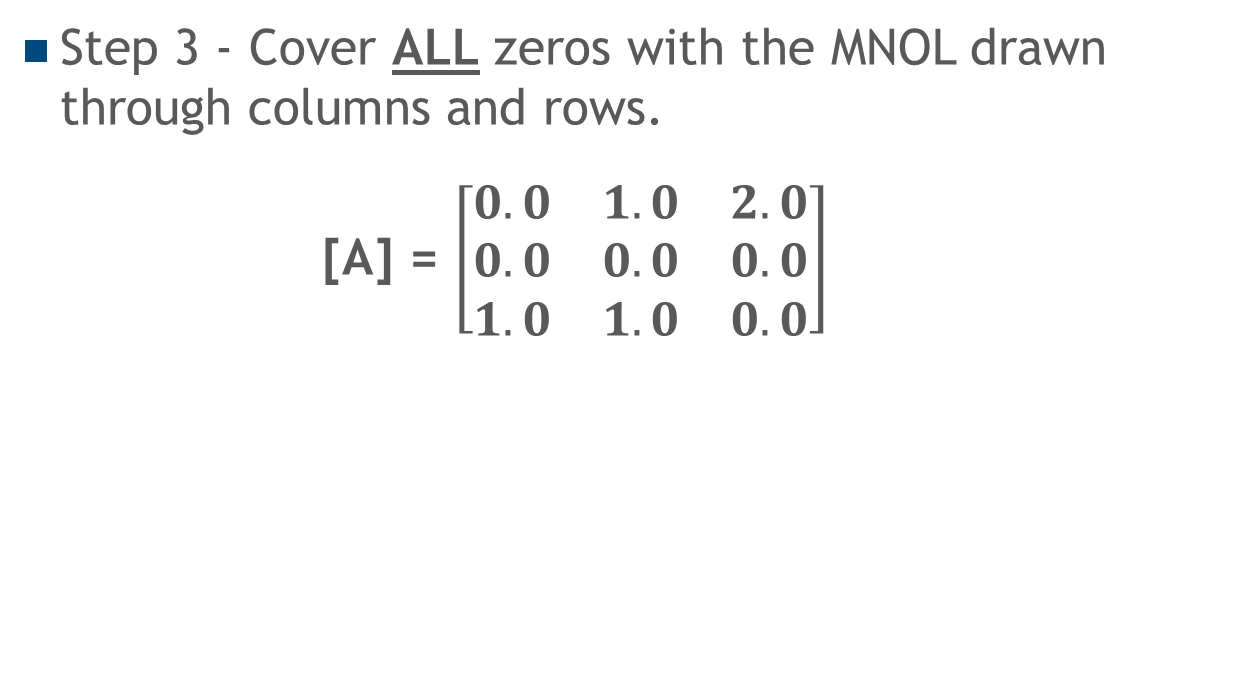 ■ Step 3 - Cover ALL zeros with the MNOL drawn
through columns and rows.
[A] = [0.0 1.0 2.0
0.0 0.0 0.0
1.0 1.0 0.0]